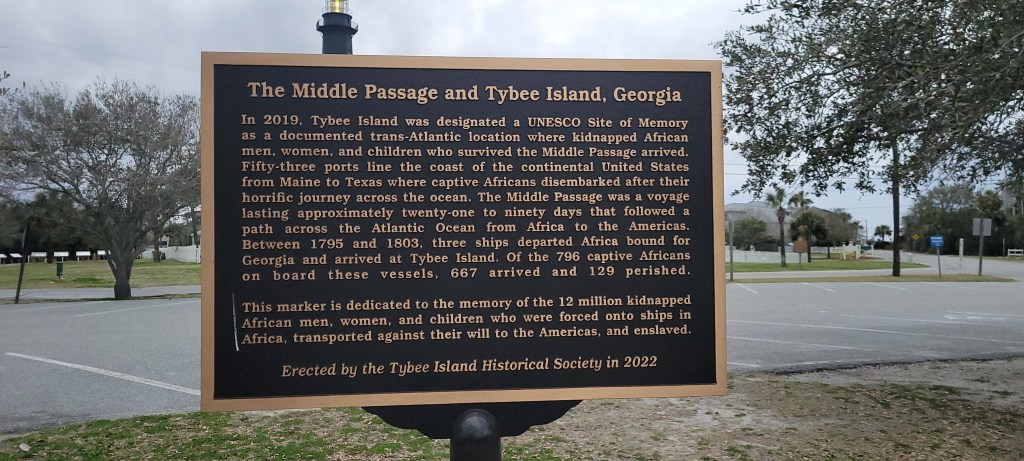 The Middle Passage and Tybee Island, Georgia
In 2019, Tybee Island was designated a UNESCO Site of Memory
as a documented trans-Atlantic location where kidnapped African
men, women, and children who survived the Middle Passage arrived.
Fifty-three ports line the coast of the continental United States
from Maine to Texas where captive Africans disembarked after their
horrific journey across the ocean. The Middle Passage was a voyage
lasting approximately twenty-one to ninety days that followed a
path across the Atlantic Ocean from Africa to the Americas.
Between 1795 and 1803, three ships departed Africa bound for
Georgia and arrived at Tybee Island. Of the 796 captive Africans
on board these vessels, 667 arrived and 129 perished.
This marker is dedicated to the memory of the 12 million kidnapped
African men, women, and children who were forced onto ships in
Africa, transported against their will to the Americas, and enslaved.
Erected by the Tybee Island Historical Society in 2022